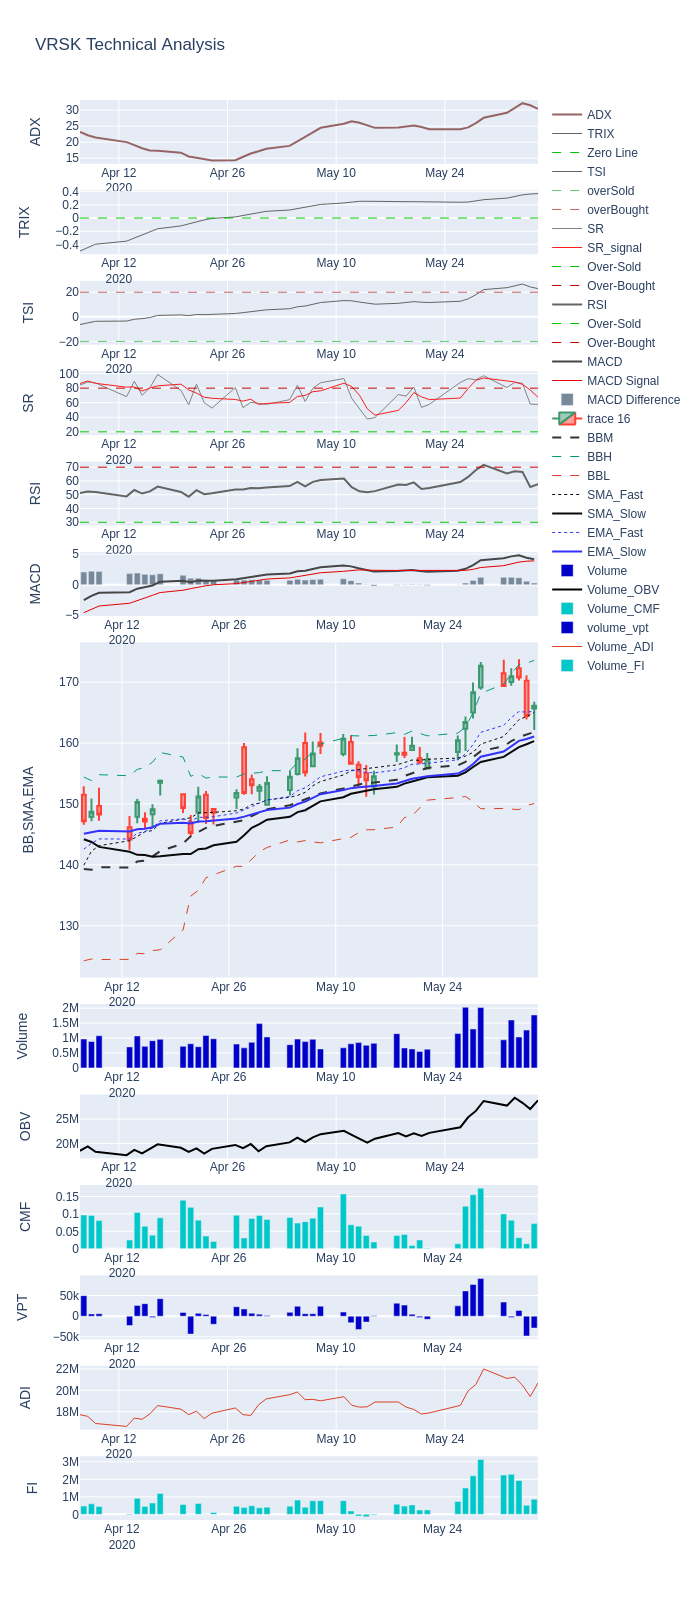 VRSK Technical Analysis
ADX
30
25
20
15
Apr 12
2020
Apr 26
May 10
May 24
TRIX
0.4
0.2
0
−0.2
−0.4
Apr 12
2020
Apr 26
May 10
May 24
TSI
20
0
−20
Apr 12
2020
Apr 26
May 10
May 24
SR
100
80
60
40
20
Apr 12
2020
Apr 26
May 10
May 24
RSI
70
60
50
40
30
Apr 12
2020
Apr 26
May 10
May 24
MACD
5
0
−5
Apr 12
2020
Apr 26
May 10
May 24
BB,SMA,EMA
170
160
150
140
130
Apr 12
2020
Apr 26
May 10
May 24
Volume
2M
1.5M
1M
0.5M
0
Apr 12
2020
Apr 26
May 10
May 24
OBV
25M
20M
Apr 12
2020
Apr 26
May 10
May 24
CMF
0.15
0.1
0.05
0
Apr 12
2020
Apr 26
May 10
May 24
VPT
50k
0
−50k
Apr 12
2020
Apr 26
May 10
May 24
ADI
22M
20M
18M
Apr 12
2020
Apr 26
May 10
May 24
FI
3M
2M
1M
0
Apr 12
2020
Apr 26
May 10
May 24
ADX
TRIX
Zero Line
TSI
overSold
overBought
SR
SR_signal
Over-Sold
Over-Bought
RSI
Over-Sold
Over-Bought
MACD
MACD Signal
MACD Difference
trace 16
BBM
BBH
BBL
SMA_Fast
SMA_Slow
EMA_Fast
EMA_Slow
Volume
Volume_OBV
Volume_CMF
volume_vpt
Volume_ADI
Volume_FI